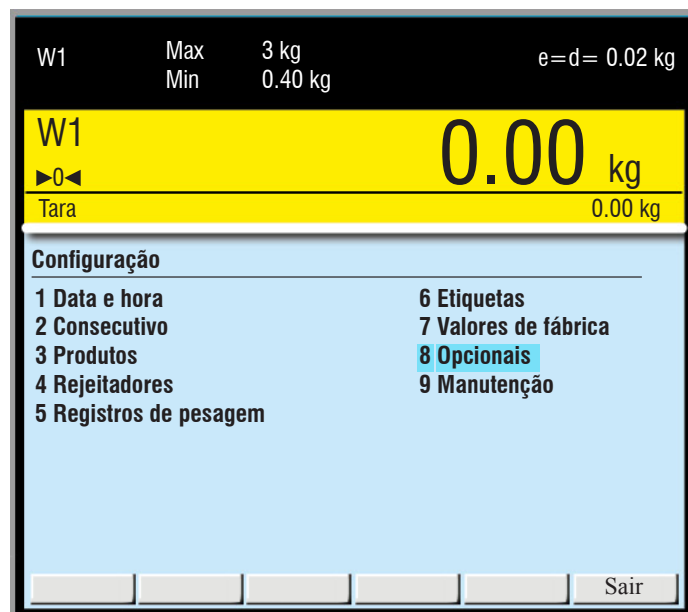 W1 Max 3 kg e=d= 0.02 kg
Min 0.40 kg
W1 0.00 kg
►0◄
Tara 0.00 kg
Configuração
1 Data e hora
2 Consecutivo
3 Produtos
4 Rejeitadores
5 Registros de pesagem
6 Etiquetas
7 Valores de fábrica
8 Opcionais
9 Manutenção
Sair